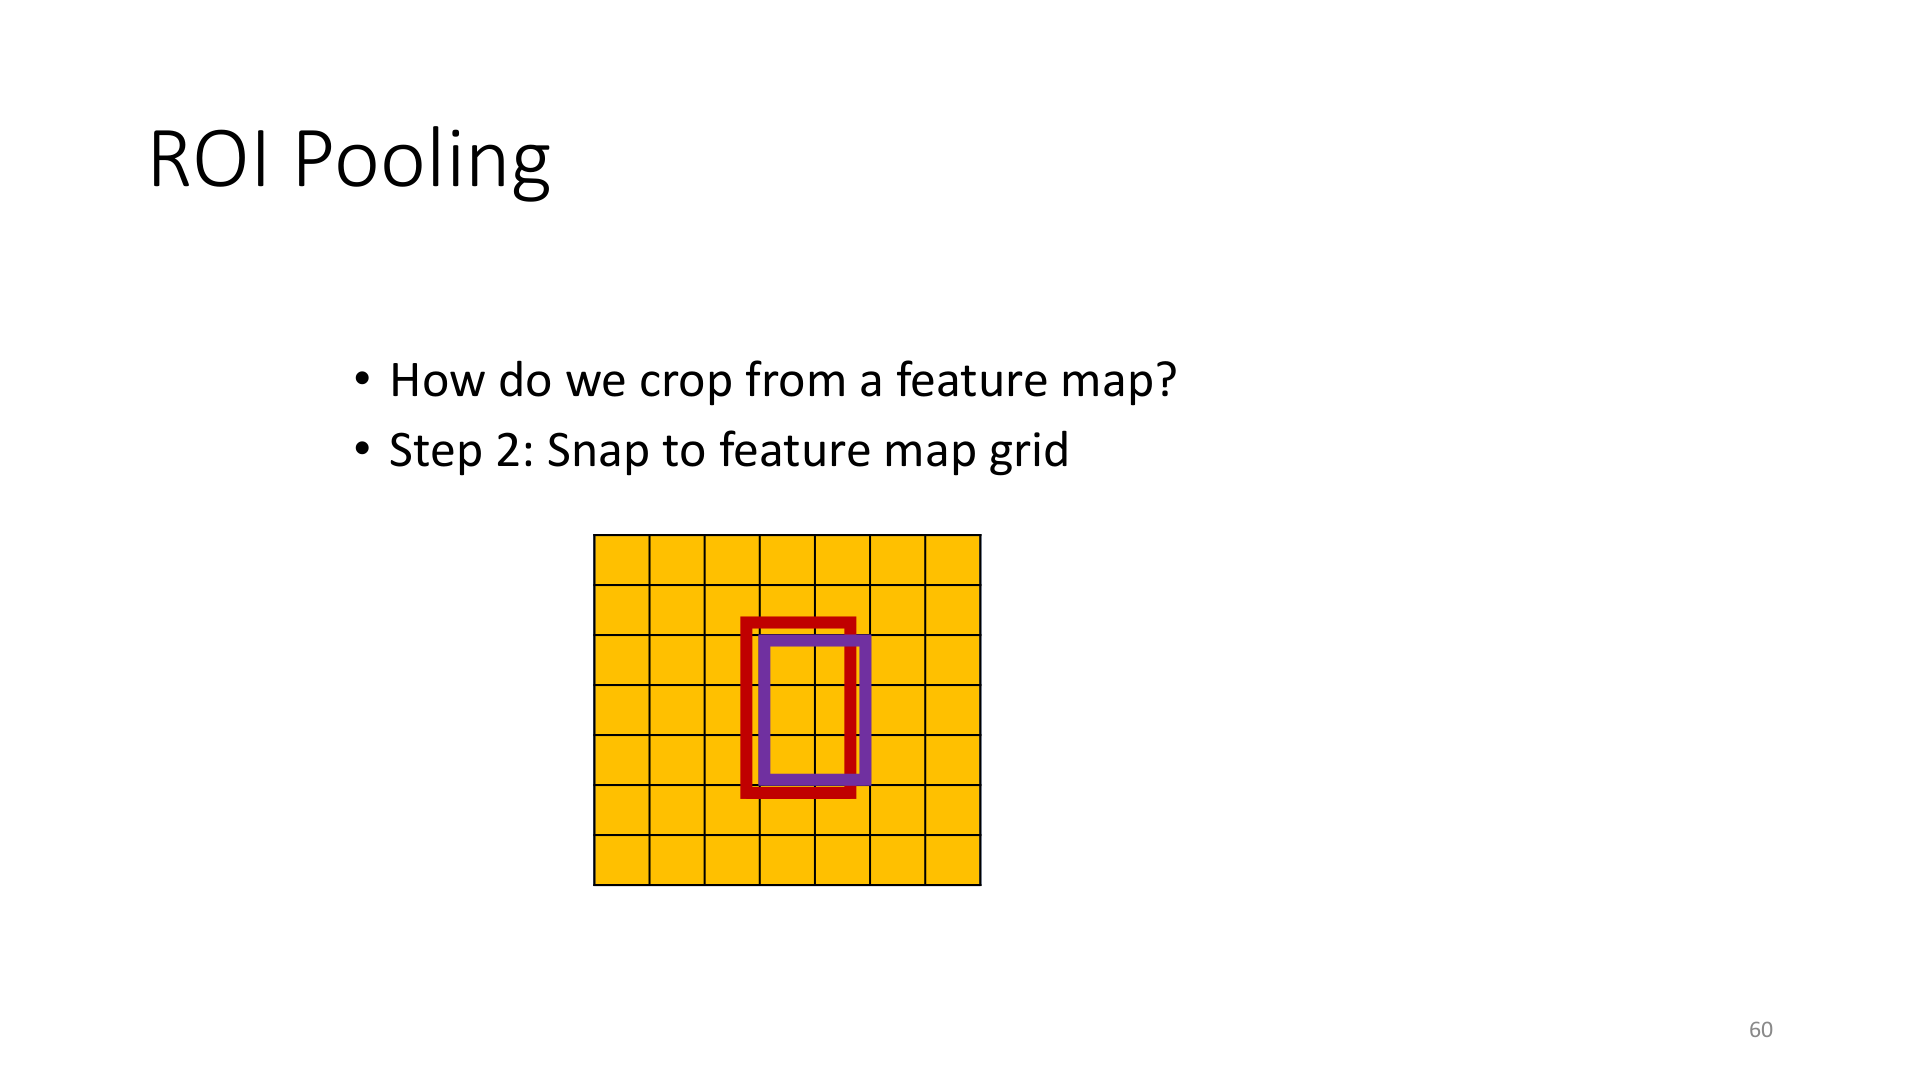 ROI Pooling
• How do we crop from a feature map?
• Step 2: Snap to feature map grid
60